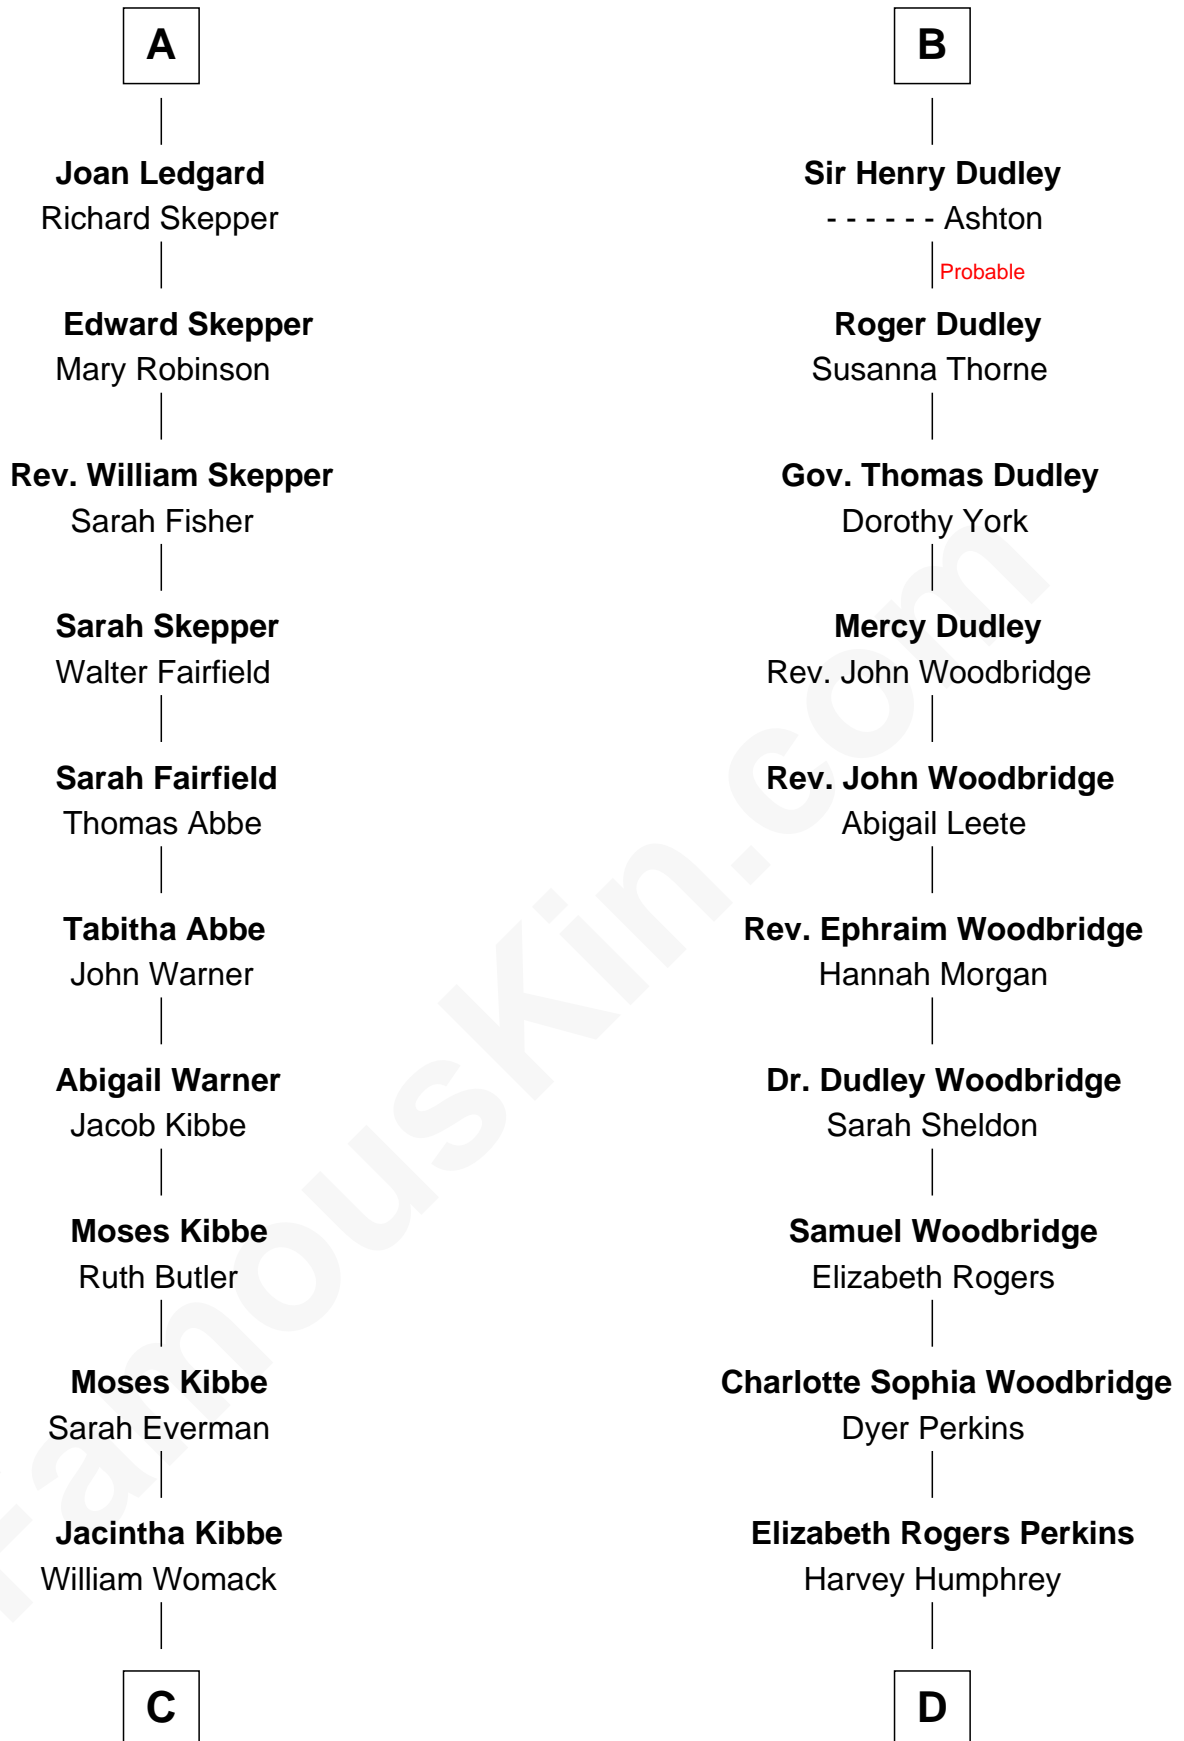 A
Joan Ledgard
Richard Skepper
Edward Skepper
Mary Robinson
Rev. William Skepper
Sarah Fisher
Sarah Skepper
Walter Fairfield
Sarah Fairfield
Thomas Abbe
Tabitha Abbe
John Warner
Abigail Warner
Jacob Kibbe
Moses Kibbe
Ruth Butler
Moses Kibbe
Sarah Everman
Jacintha Kibbe
William Womack
C
B
Sir Henry Dudley
- - - - - - Ashton
Probable
Roger Dudley
Susanna Thorne
Gov. Thomas Dudley
Dorothy York
Mercy Dudley
Rev. John Woodbridge
Rev. John Woodbridge
Abigail Leete
Rev. Ephraim Woodbridge
Hannah Morgan
Dr. Dudley Woodbridge
Sarah Sheldon
Samuel Woodbridge
Elizabeth Rogers
Charlotte Sophia Woodbridge
Dyer Perkins
Elizabeth Rogers Perkins
Harvey Humphrey
D
FamousKin.com